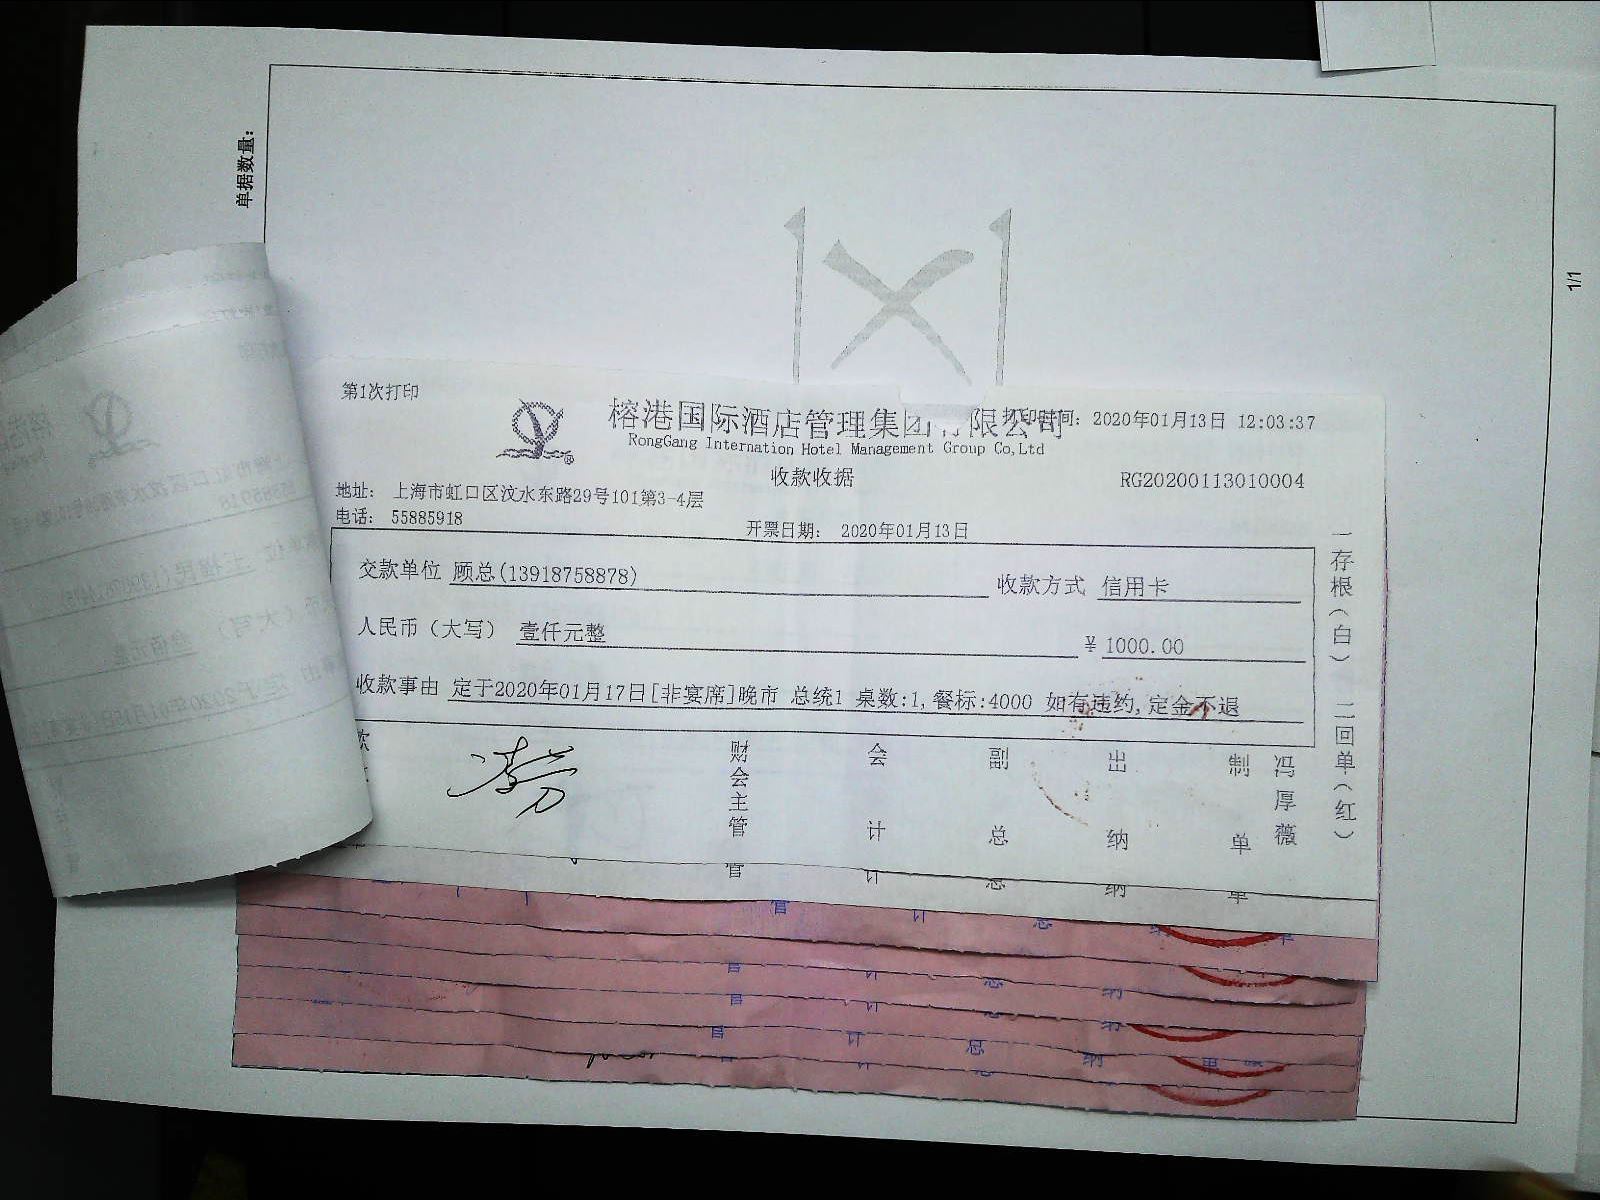 单据数量：
1/1
第1次打印
榕港国际酒店管理集团有限公司
打印时间： 2020年01月13日 12:03:37
RongGang International Hotel Management Group Co,Ltd
收款收据
RG20200113010004
地址： 上海市虹口区汶水东路29号101第3-4层
电话： 55885918
开票日期： 2020年01月13日
交款单位 顾总(13918758878)
收款方式 信用卡
人民币（大写） 壹仟元整
¥ 1000.00
收款事由 定于2020年01月17日[非宴席]晚市 总统1 桌数:1,餐标:4000 如有违约,定金不退
款
财会主管
会计
副总
出纳
制单
冯厚薇
一存根（白） 二回单（红）
管 计 总 纳 单